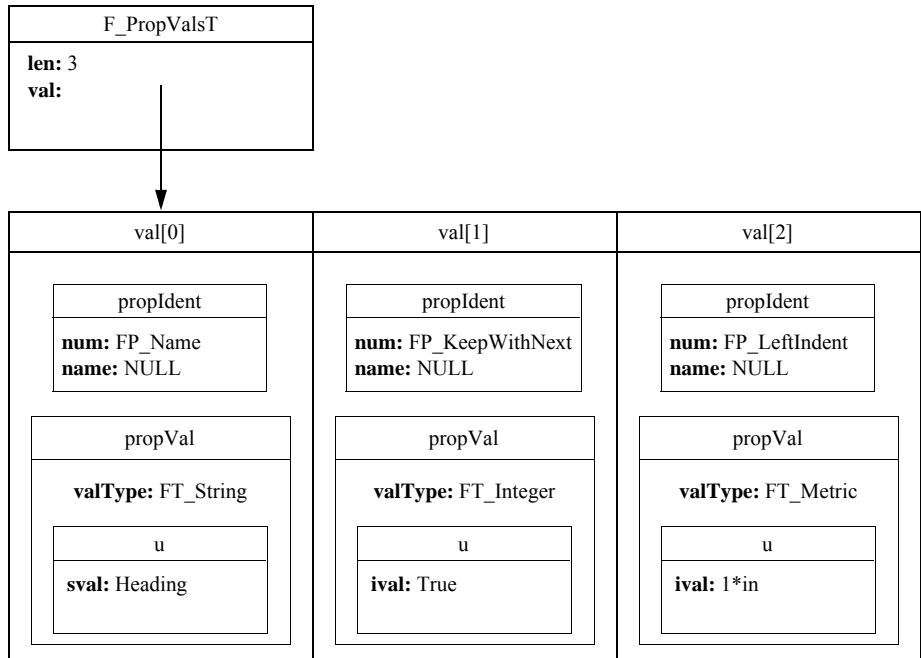 F_PropValsT
len: 3
val:
val[0]
val[1]
val[2]
propIdent
propIdent
propIdent
num: FP_Name
name: NULL
num: FP_KeepWithNext
name: NULL
num: FP_LeftIndent
name: NULL
propVal
propVal
propVal
valType: FT_String
valType: FT_Integer
valType: FT_Metric
u
u
u
sval: Heading
ival: True
ival: 1*in